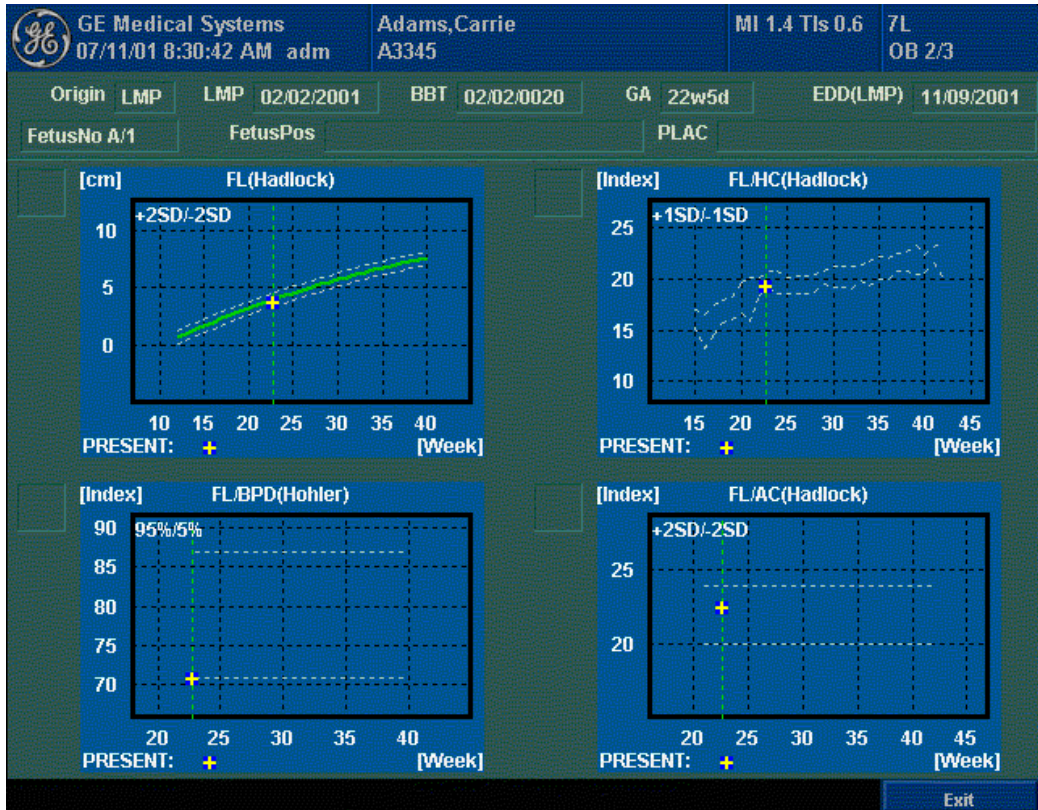 GE Medical Systems Adams,Carrie MI 1.4 TIs 0.6 7L
07/11/01 8:30:42 AM adm A3345 OB 2/3
Origin LMP LMP 02/02/2001 BBT 02/02/0020 GA 22w5d EDD(LMP) 11/09/2001
FetusNo A/1 FetusPos PLAC
[cm] FL(Hadlock)
+2SD/-2SD
10
5
0
10 15 20 25 30 35 40
PRESENT: [Week]
[Index] FL/HC(Hadlock)
+1SD/-1SD
25
20
15
10
15 20 25 30 35 40 45
PRESENT: [Week]
[Index] FL/BPD(Hohler)
90 95%/5%
85
80
75
70
20 25 30 35 40
PRESENT: [Week]
[Index] FL/AC(Hadlock)
+2SD/-2SD
25
20
20 25 30 35 40 45
PRESENT: [Week]
Exit